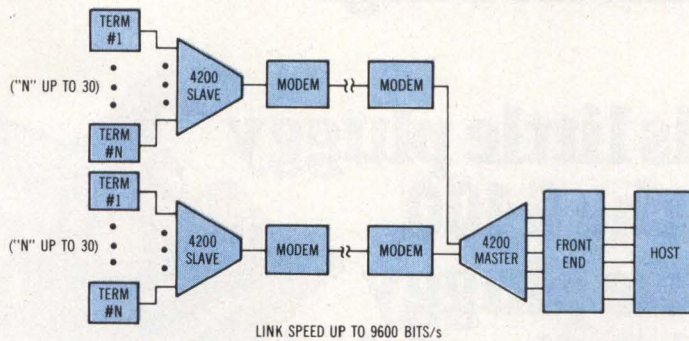 TERM
#1
("N" UP TO 30)
TERM
#N
4200
SLAVE
MODEM
MODEM
TERM
#1
("N" UP TO 30)
TERM
#N
4200
SLAVE
MODEM
MODEM
4200
MASTER
FRONT
END
HOST
LINK SPEED UP TO 9600 BITS/s